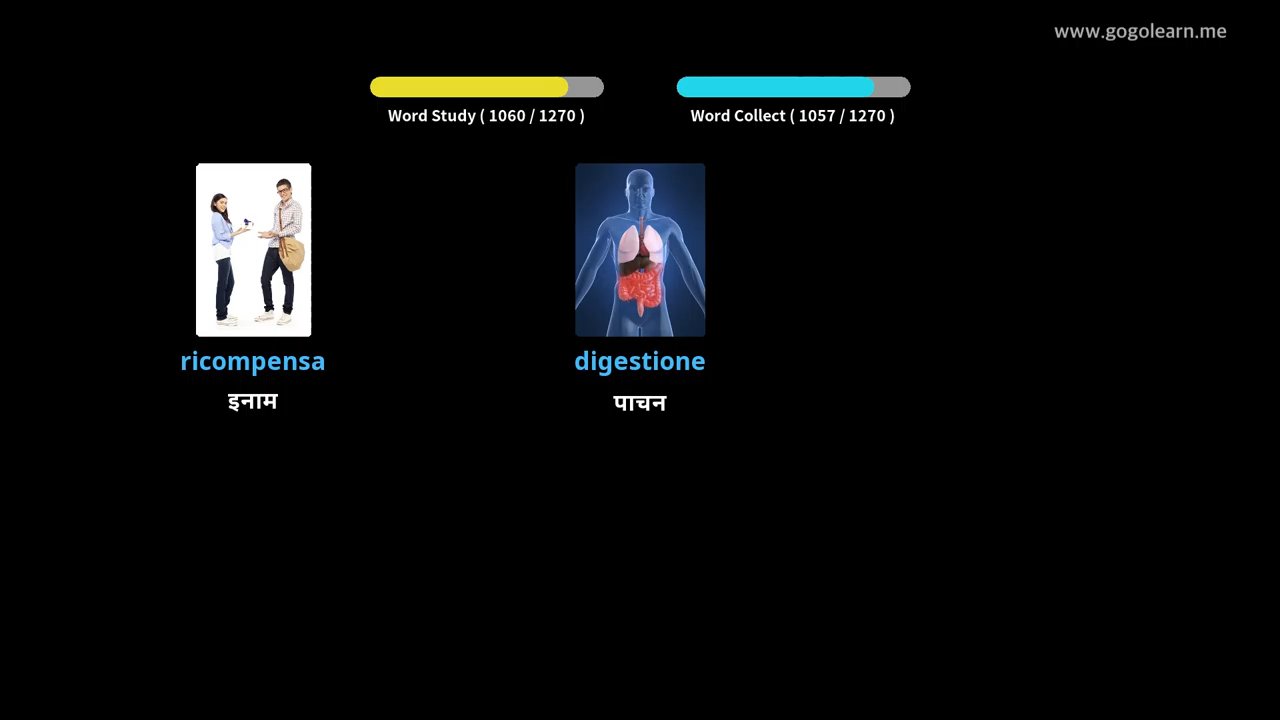 www.gogolearn.me
Word Study ( 1060 / 1270 )
Word Collect ( 1057 / 1270 )
ricompensa
इनाम
digestione
पाचन